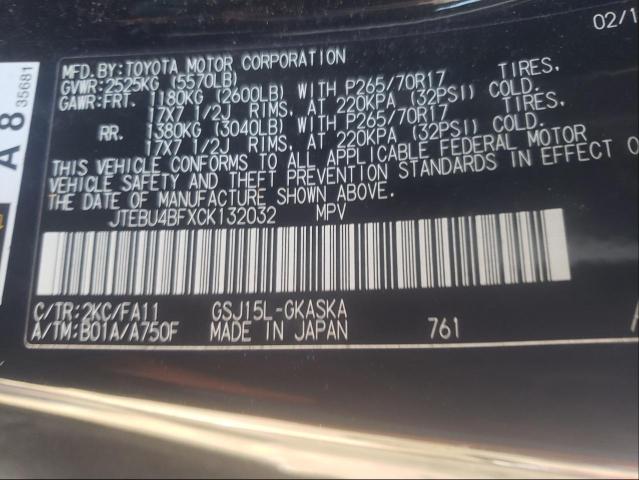 02/1
MFD.BY:TOYOTA MOTOR CORPORATION
GVWR:2525KG (5570LB)
GAWR:FRT. 1180KG (2600LB) WITH P265/70R17 TIRES,
17X7 1/2J RIMS, AT 220KPA (32PSI) COLD.
RR. 1380KG (3040LB) WITH P265/70R17 TIRES,
17X7 1/2J RIMS, AT 220KPA (32PSI) COLD.
THIS VEHICLE CONFORMS TO ALL APPLICABLE FEDERAL MOTOR
VEHICLE SAFETY AND THEFT PREVENTION STANDARDS IN EFFECT O
THE DATE OF MANUFACTURE SHOWN ABOVE.
JTEBU4BFXCK132032 MPV
C/TR:2KC/FA11 GSJ15L-GKASKA
A/TM:B01A/A750F MADE IN JAPAN 761
A 8
35681